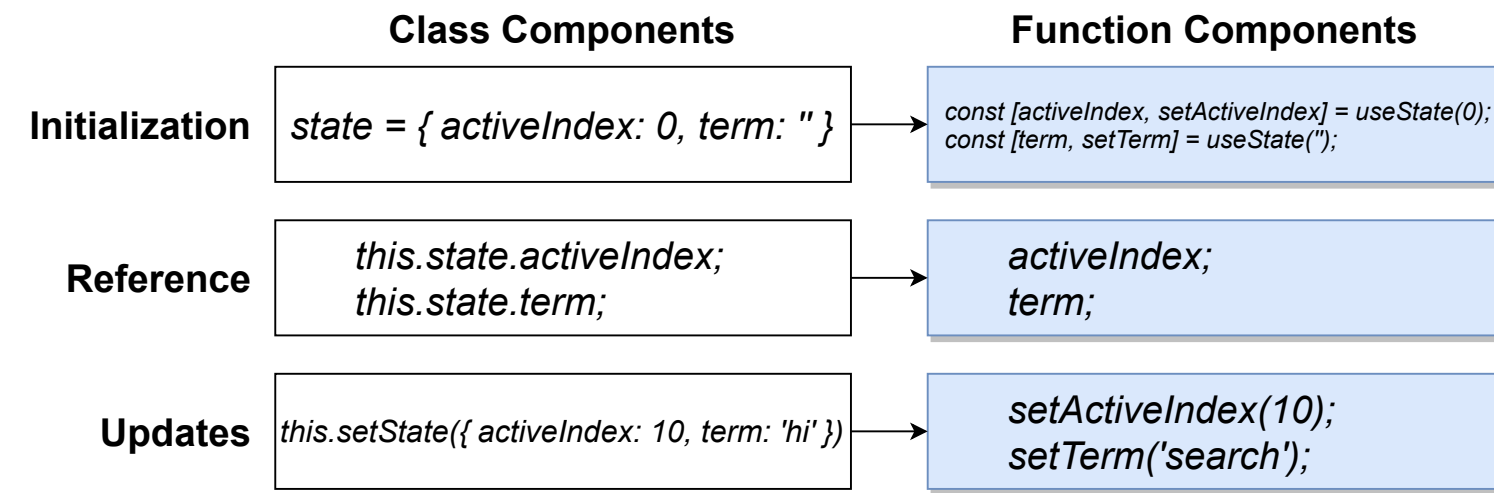 Class Components
Function Components
Initialization
state = { activeIndex: 0, term: '' }
const [activeIndex, setActiveIndex] = useState(0);
const [term, setTerm] = useState('');
Reference
this.state.activeIndex;
this.state.term;
activeIndex;
term;
Updates
this.setState({ activeIndex: 10, term: 'hi' })
setActiveIndex(10);
setTerm('search');